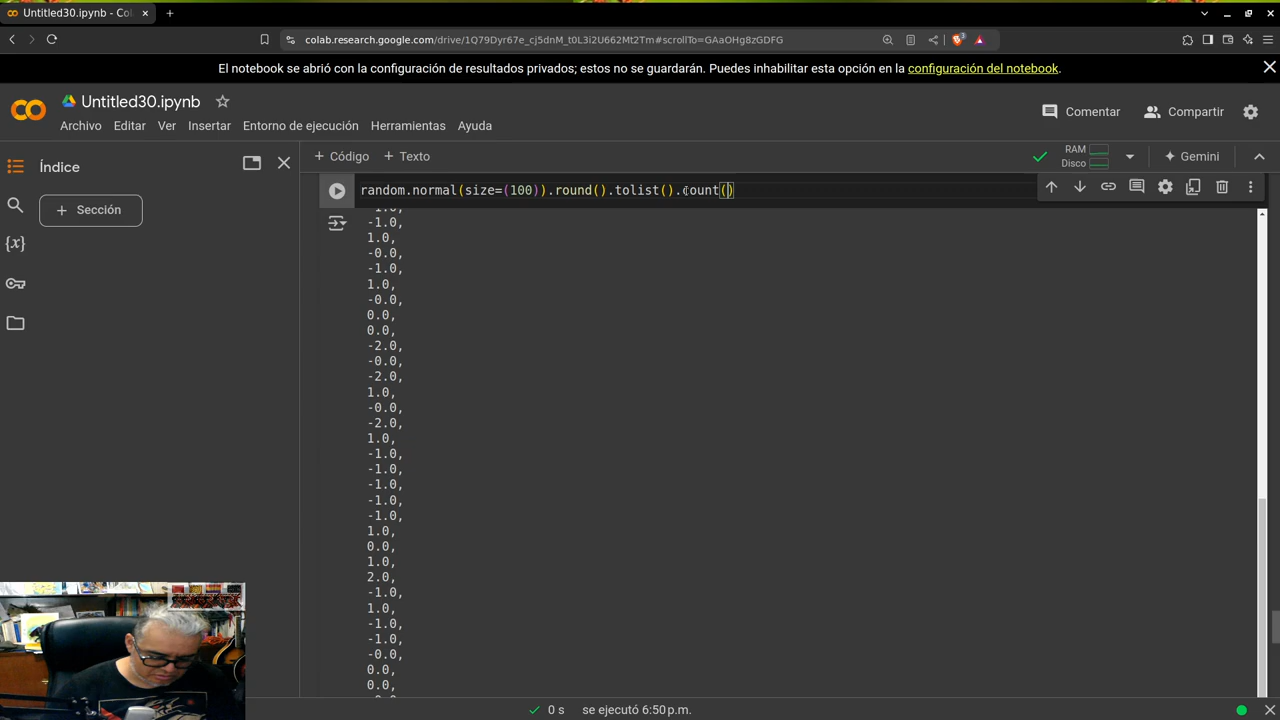 Untitled30.ipynb - Col
colab.research.google.com/drive/1Q79Dyr67e_cj5dnM_t0L3i2U662Mt2Tm#scrollTo=GAaOHg8zGDFG
3
El notebook se abrió con la configuración de resultados privados; estos no se guardarán. Puedes inhabilitar esta opción en la configuración del notebook.
Untitled30.ipynb
Comentar
Compartir
Archivo
Editar
Ver
Insertar
Entorno de ejecución
Herramientas
Ayuda
Índice
+ Código
+ Texto
RAM
Disco
Gemini
+ Sección
{x}
random.normal(size=(100)).round().tolist().count()
-1.0,
1.0,
-0.0,
-1.0,
1.0,
-0.0,
0.0,
0.0,
-2.0,
-0.0,
-2.0,
1.0,
-0.0,
-2.0,
1.0,
-1.0,
-1.0,
-1.0,
-1.0,
-1.0,
1.0,
0.0,
1.0,
2.0,
-1.0,
1.0,
-1.0,
-1.0,
-0.0,
0.0,
0.0,
0 s
se ejecutó 6:50 p.m.